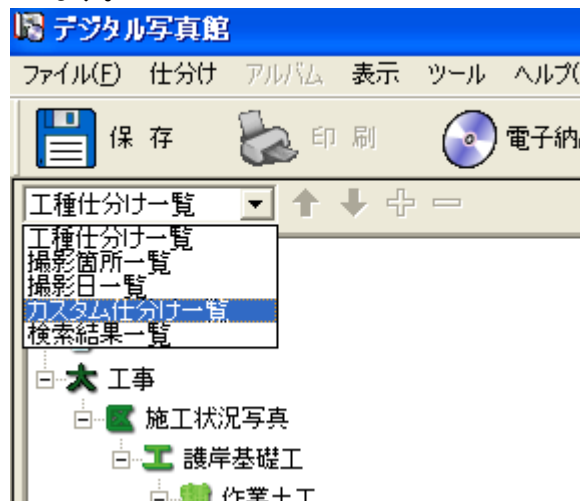 デジタル写真館
ファイル(F) 仕分け アルバム 表示 ツール ヘルプ(
保 存 印 刷 電子納
工種仕分け一覧
工種仕分け一覧
撮影箇所一覧
撮影日一覧
カスタム仕分け一覧
検索結果一覧
工事
施工状況写真
護岸基礎工
作業土工